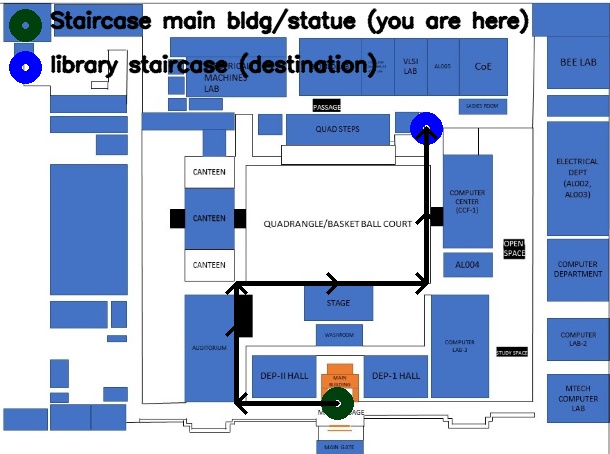 Staircase main bldg/statue (you are here)
library staircase (destination)
MACHINES
LAB
VLSI
LAB
AL005
CoE
BEE LAB
PASSAGE
LADIES ROOM
QUAD STEPS
CANTEEN
CANTEEN
CANTEEN
QUADRANGLE/BASKET BALL COURT
COMPUTER
CENTER
(CCF-1)
ELECTRICAL
DEPT
(AL002,
AL003)
OPEN
SPACE
AL004
COMPUTER
DEPARTMENT
STAGE
WASHROOM
AUDITORIUM
COMPUTER
LAB-3
STUDY SPACE
COMPUTER
LAB-2
DEP-II HALL
MAIN
BUILDING
DEP-1 HALL
MTECH
COMPUTER
LAB
MAIN GATE